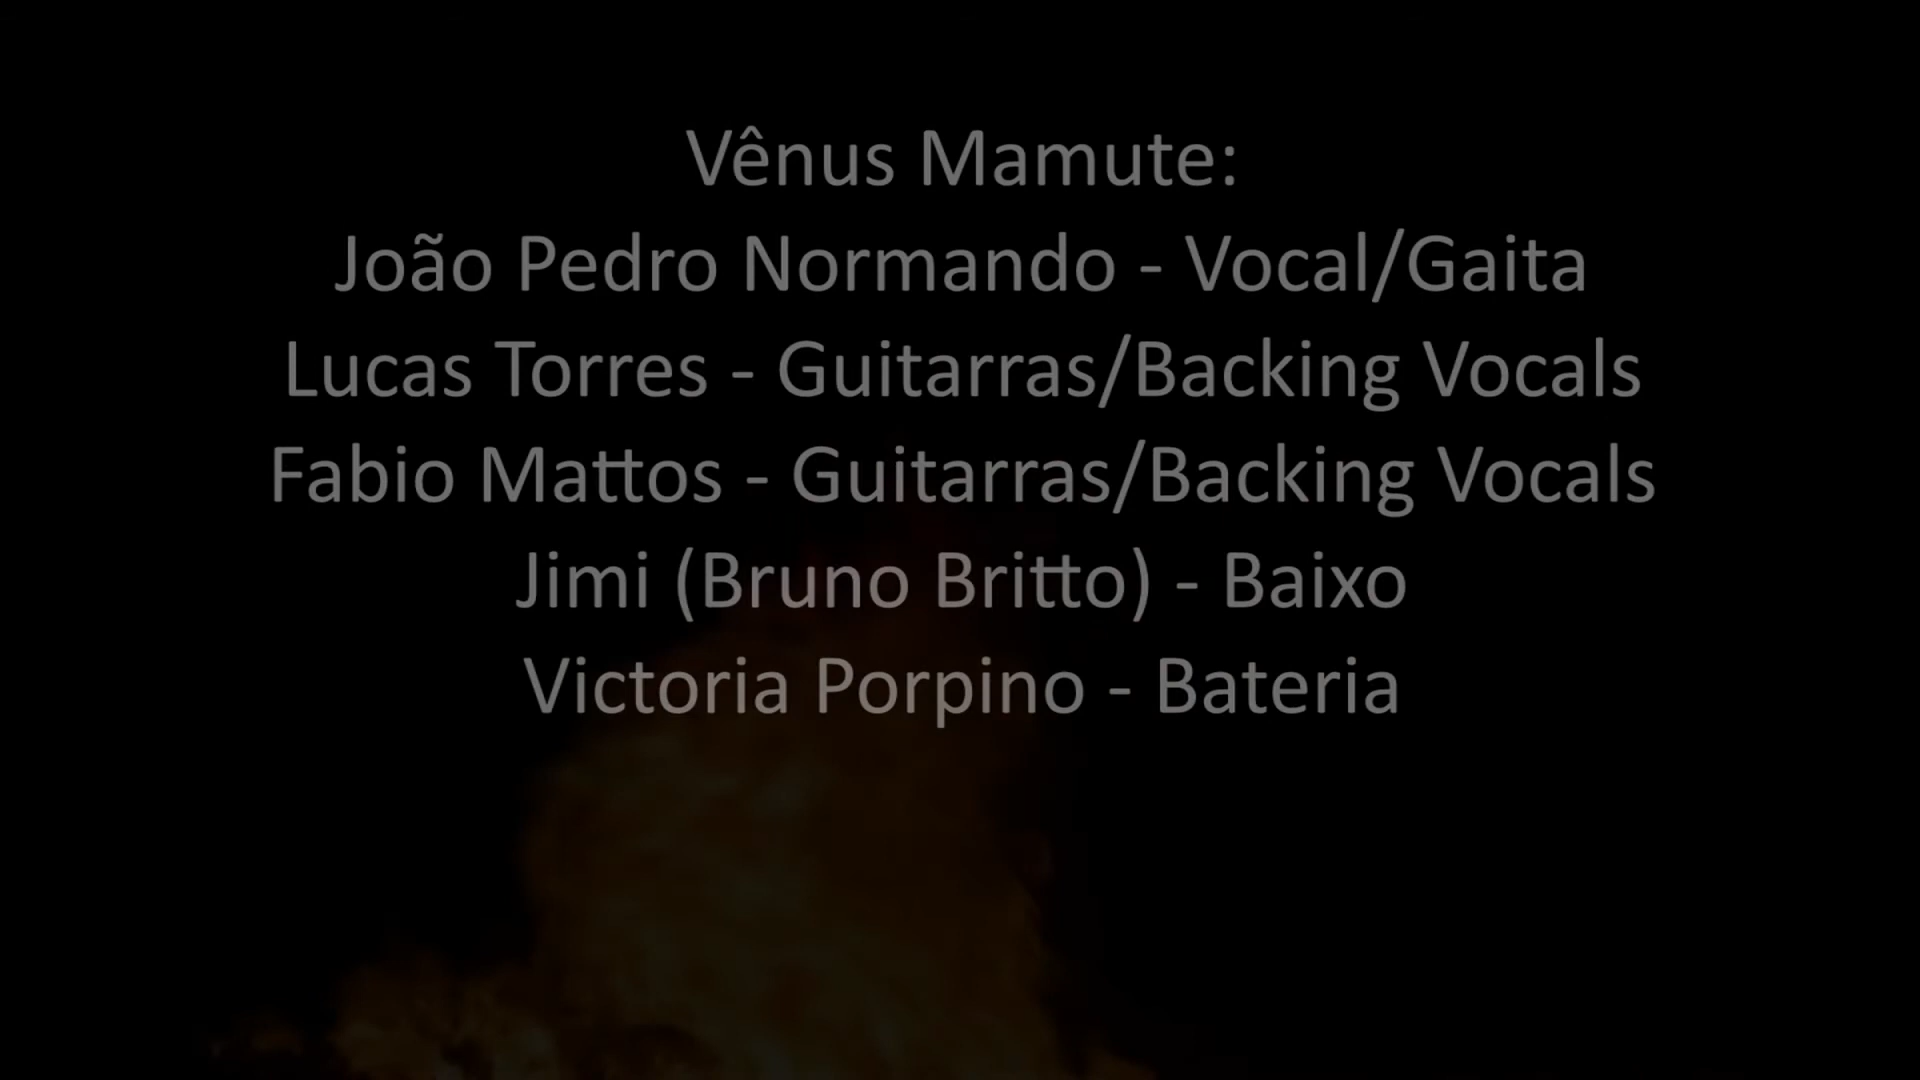 Vênus Mamute:
João Pedro Normando - Vocal/Gaita
Lucas Torres - Guitarras/Backing Vocals
Fabio Mattos - Guitarras/Backing Vocals
Jimi (Bruno Britto) - Baixo
Victoria Porpino - Bateria